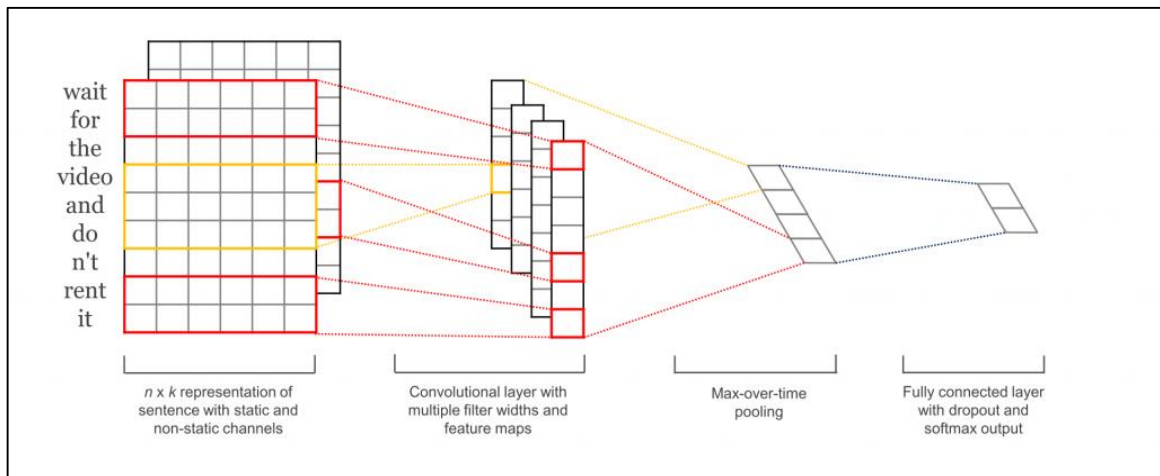 wait
for
the
video
and
do
n't
rent
it
n x k representation of
sentence with static and
non-static channels
Convolutional layer with
multiple filter widths and
feature maps
Max-over-time
pooling
Fully connected layer
with dropout and
softmax output